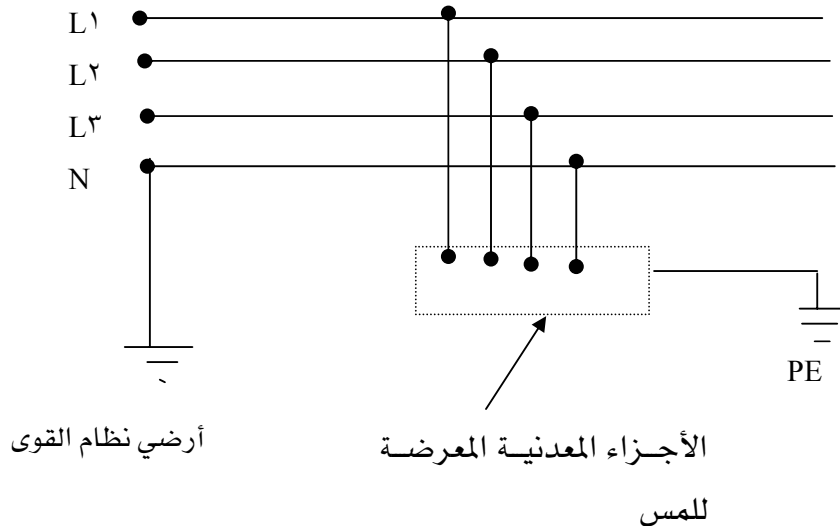 L١
L٢
L٣
N
PE
أرضي نظام القوى
الأجـزاء المعدنيـة المعرضـة
للمس